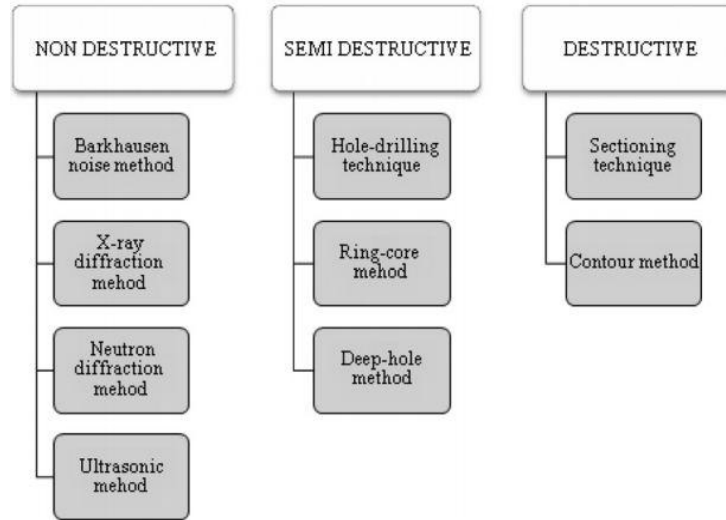 NON DESTRUCTIVE
Barkhausen
noise method
X-ray
diffraction
mehod
Neutron
diffraction
mehod
Ultrasonic
mehod
SEMI DESTRUCTIVE
Hole-drilling
technique
Ring-core
mehod
Deep-hole
method
DESTRUCTIVE
Sectioning
technique
Contour method